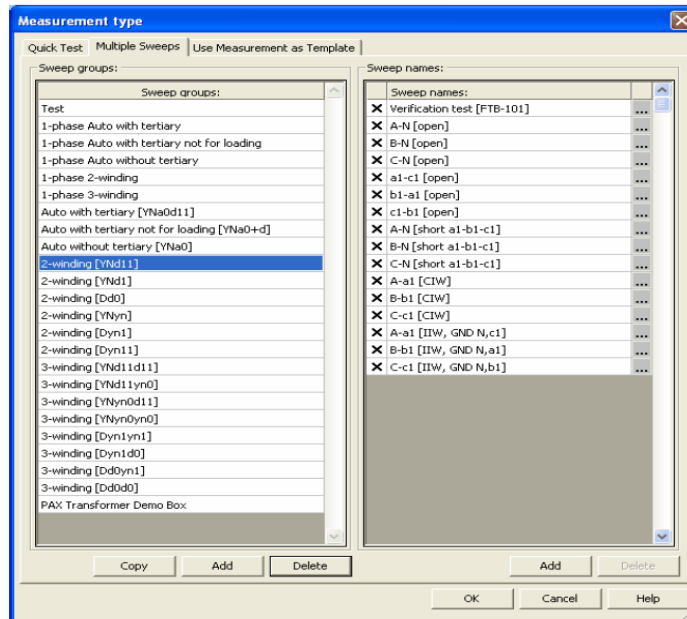 Measurement type
Quick Test
Multiple Sweeps
Use Measurement as Template
Sweep groups:
Sweep groups:
Test
1-phase Auto with tertiary
1-phase Auto with tertiary not for loading
1-phase Auto without tertiary
1-phase 2-winding
1-phase 3-winding
Auto with tertiary [YNa0d11]
Auto with tertiary not for loading [YNa0+d]
Auto without tertiary [YNa0]
2-winding [YNd11]
2-winding [YNd1]
2-winding [Dd0]
2-winding [YNyn]
2-winding [Dyn1]
2-winding [Dyn11]
3-winding [YNd11d11]
3-winding [YNd11yn0]
3-winding [YNyn0d11]
3-winding [YNyn0yn0]
3-winding [Dyn1yn1]
3-winding [Dyn1d0]
3-winding [Dd0yn1]
3-winding [Dd0d0]
PAX Transformer Demo Box
Copy
Add
Delete
Sweep names:
Sweep names:
Verification test [FTB-101]
A-N [open]
B-N [open]
C-N [open]
a1-c1 [open]
b1-a1 [open]
c1-b1 [open]
A-N [short a1-b1-c1]
B-N [short a1-b1-c1]
C-N [short a1-b1-c1]
A-a1 [CIW]
B-b1 [CIW]
C-c1 [CIW]
A-a1 [IIW, GND N,c1]
B-b1 [IIW, GND N,a1]
C-c1 [IIW, GND N,b1]
Add
Delete
OK
Cancel
Help